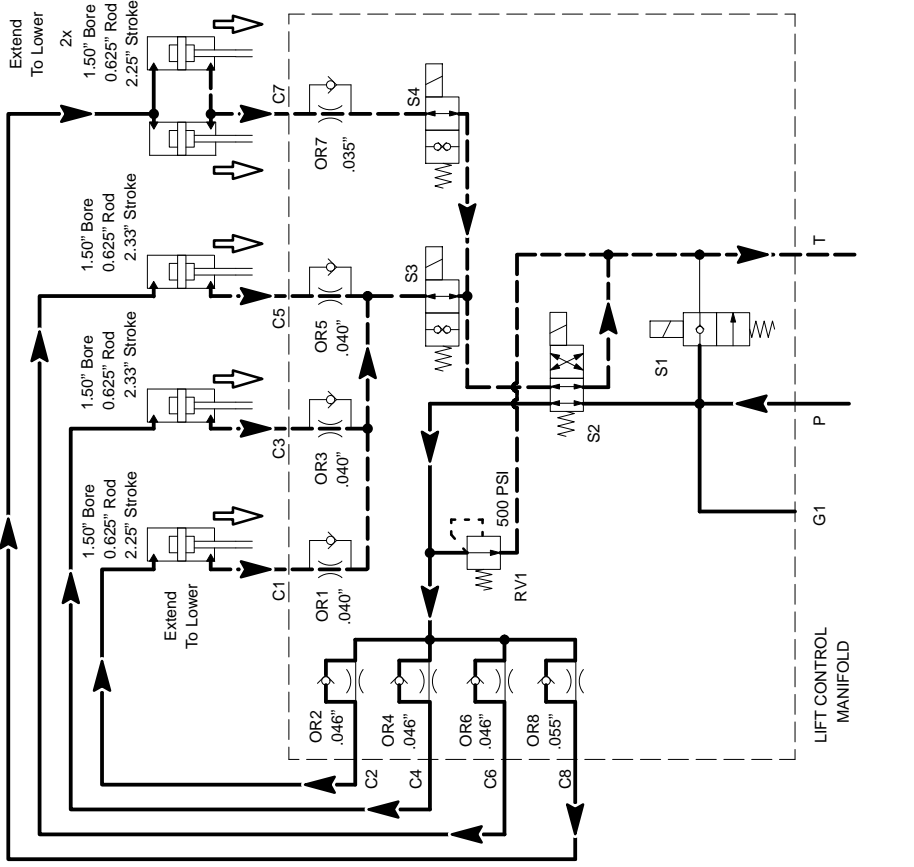 Extend
To Lower
2x
1.50” Bore
0.625” Rod
2.25” Stroke
1.50” Bore
0.625” Rod
2.33” Stroke
1.50” Bore
0.625” Rod
2.33” Stroke
1.50” Bore
0.625” Rod
2.25” Stroke
Extend
To Lower
C7
C5
C3
C1
OR7
.035”
OR5
.040”
OR3
.040”
OR1
.040”
S4
S3
S2
S1
500 PSI
RV1
OR2
.046”
OR4
.046”
OR6
.046”
OR8
.055”
C2
C4
C6
C8
T
P
G1
LIFT CONTROL
MANIFOLD